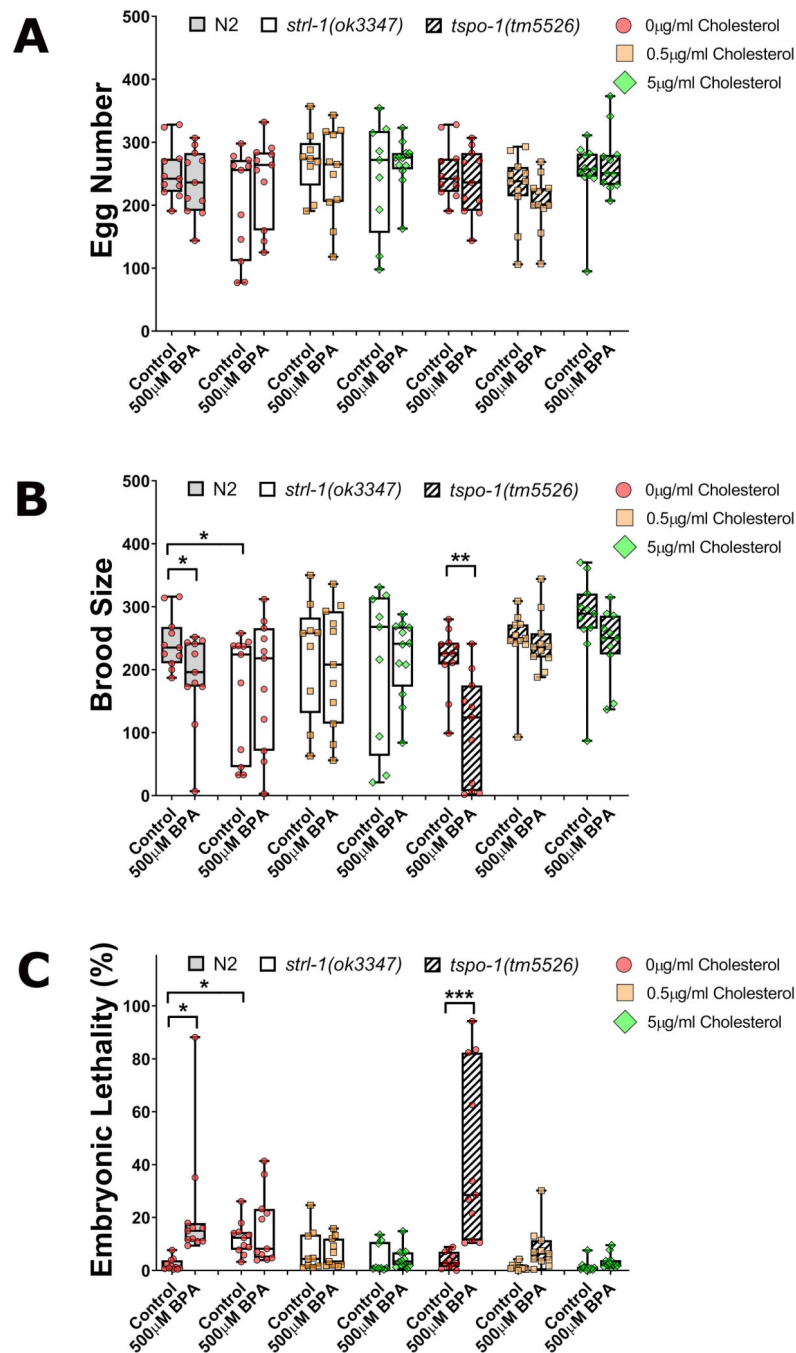 A
N2
strl-1(ok3347)
tspo-1(tm5526)
0μg/ml Cholesterol
0.5μg/ml Cholesterol
5μg/ml Cholesterol
Egg Number
500
400
300
200
100
0
Control
500μM BPA
Control
500μM BPA
Control
500μM BPA
Control
500μM BPA
Control
500μM BPA
Control
500μM BPA
Control
500μM BPA
B
N2
strl-1(ok3347)
tspo-1(tm5526)
0μg/ml Cholesterol
0.5μg/ml Cholesterol
5μg/ml Cholesterol
Brood Size
500
400
300
200
100
0
*
*
**
Control
500μM BPA
Control
500μM BPA
Control
500μM BPA
Control
500μM BPA
Control
500μM BPA
Control
500μM BPA
Control
500μM BPA
C
N2
strl-1(ok3347)
tspo-1(tm5526)
0μg/ml Cholesterol
0.5μg/ml Cholesterol
5μg/ml Cholesterol
Embryonic Lethality (%)
100
80
60
40
20
0
*
*
***
Control
500μM BPA
Control
500μM BPA
Control
500μM BPA
Control
500μM BPA
Control
500μM BPA
Control
500μM BPA
Control
500μM BPA